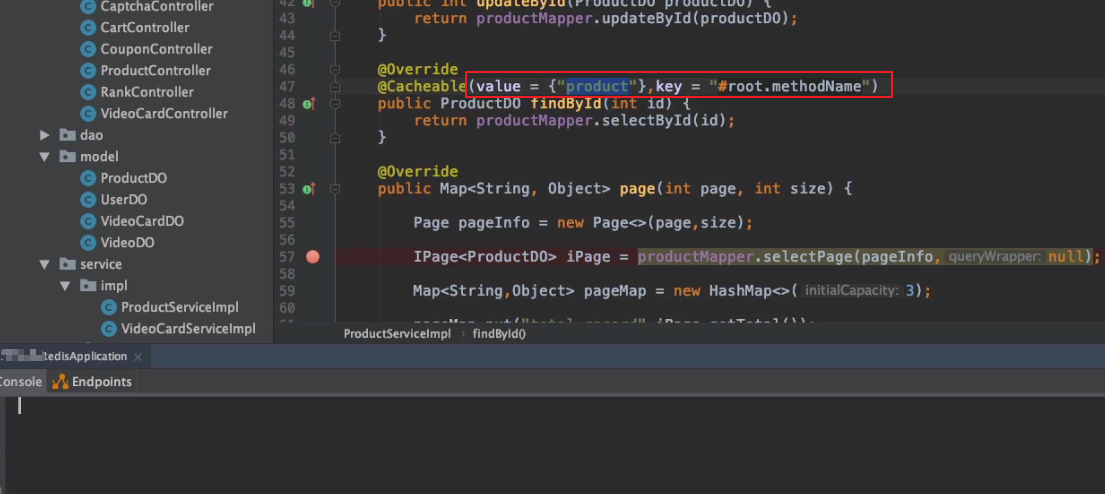 CaptchaController
CartController
CouponController
ProductController
RankController
VideoCardController
dao
model
ProductDO
UserDO
VideoCardDO
VideoDO
service
impl
ProductServiceImpl
VideoCardServiceImpl
42 public int updateById(ProductDO productDO) {
43 return productMapper.updateById(productDO);
44 }
45
46 @Override
47 @Cacheable(value = {"product"},key = "#root.methodName")
48 public ProductDO findById(int id) {
49 return productMapper.selectById(id);
50 }
51
52 @Override
53 public Map<String, Object> page(int page, int size) {
54
55 Page pageInfo = new Page<>(page,size);
56
57 IPage<ProductDO> iPage = productMapper.selectPage(pageInfo, queryWrapper: null);
58
59 Map<String,Object> pageMap = new HashMap<>( initialCapacity: 3);
60
61 pageMap.put("total_record",iPage.getTotal());
ProductServiceImpl › findById()
RedisApplication ×
Console Endpoints